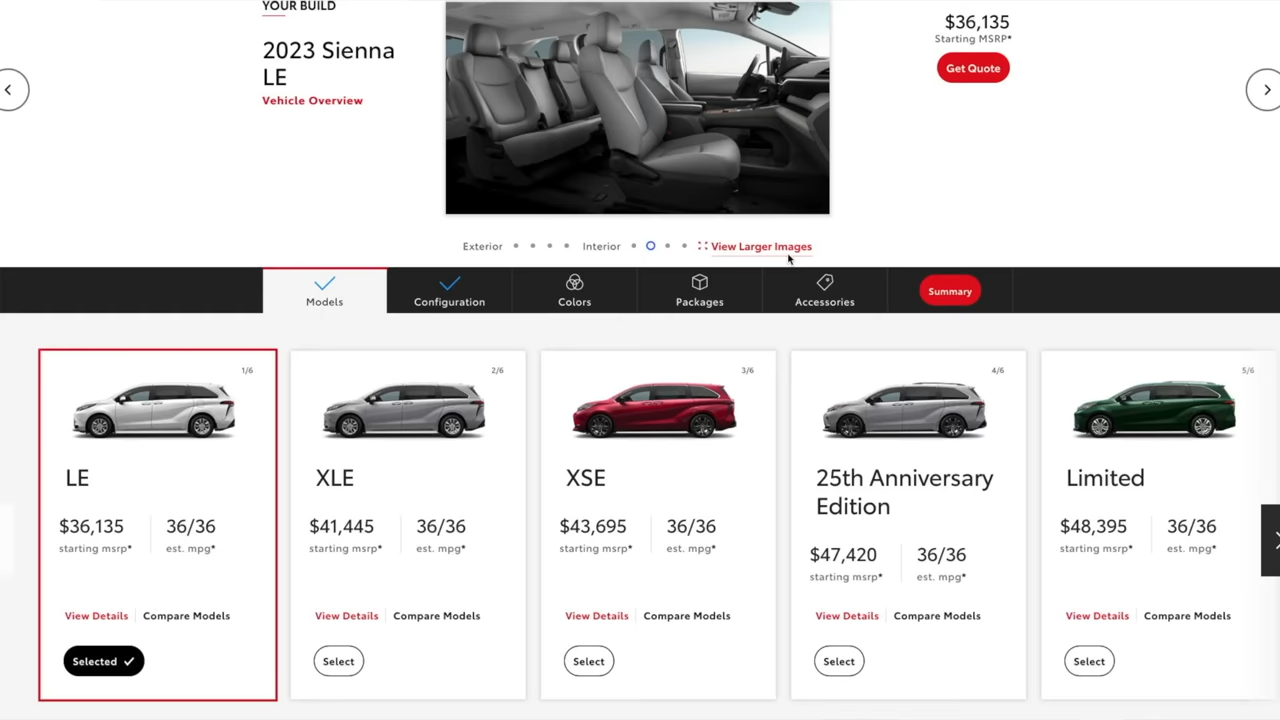 YOUR BUILD
2023 Sienna
LE
Vehicle Overview
$36,135
Starting MSRP*
Get Quote
Exterior
Interior
View Larger Images
Models
Configuration
Colors
Packages
Accessories
Summary
1/6
LE
$36,135
starting msrp*
36/36
est. mpg*
View Details
Compare Models
Selected
2/6
XLE
$41,445
starting msrp*
36/36
est. mpg*
View Details
Compare Models
Select
3/6
XSE
$43,695
starting msrp*
36/36
est. mpg*
View Details
Compare Models
Select
4/6
25th Anniversary
Edition
$47,420
starting msrp*
36/36
est. mpg*
View Details
Compare Models
Select
5/6
Limited
$48,395
starting msrp*
36/36
est. mpg*
View Details
Compare Models
Select